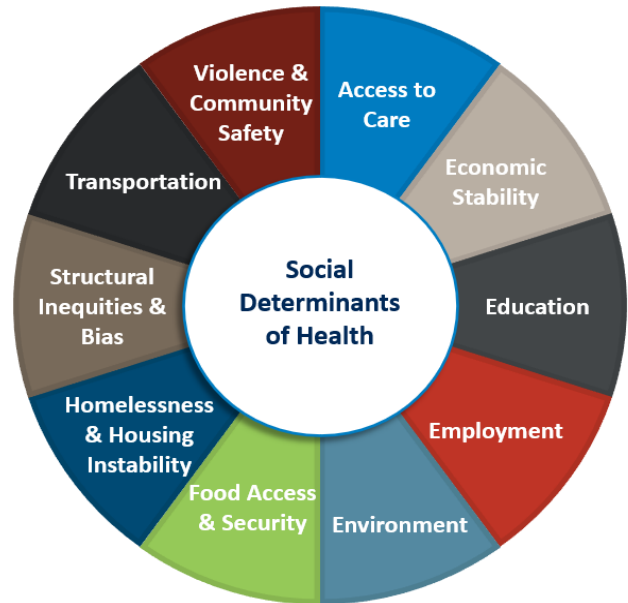 Social
Determinants
of Health
Access to
Care
Economic
Stability
Education
Employment
Environment
Food Access
& Security
Homelessness
& Housing
Instability
Structural
Inequities &
Bias
Transportation
Violence &
Community
Safety